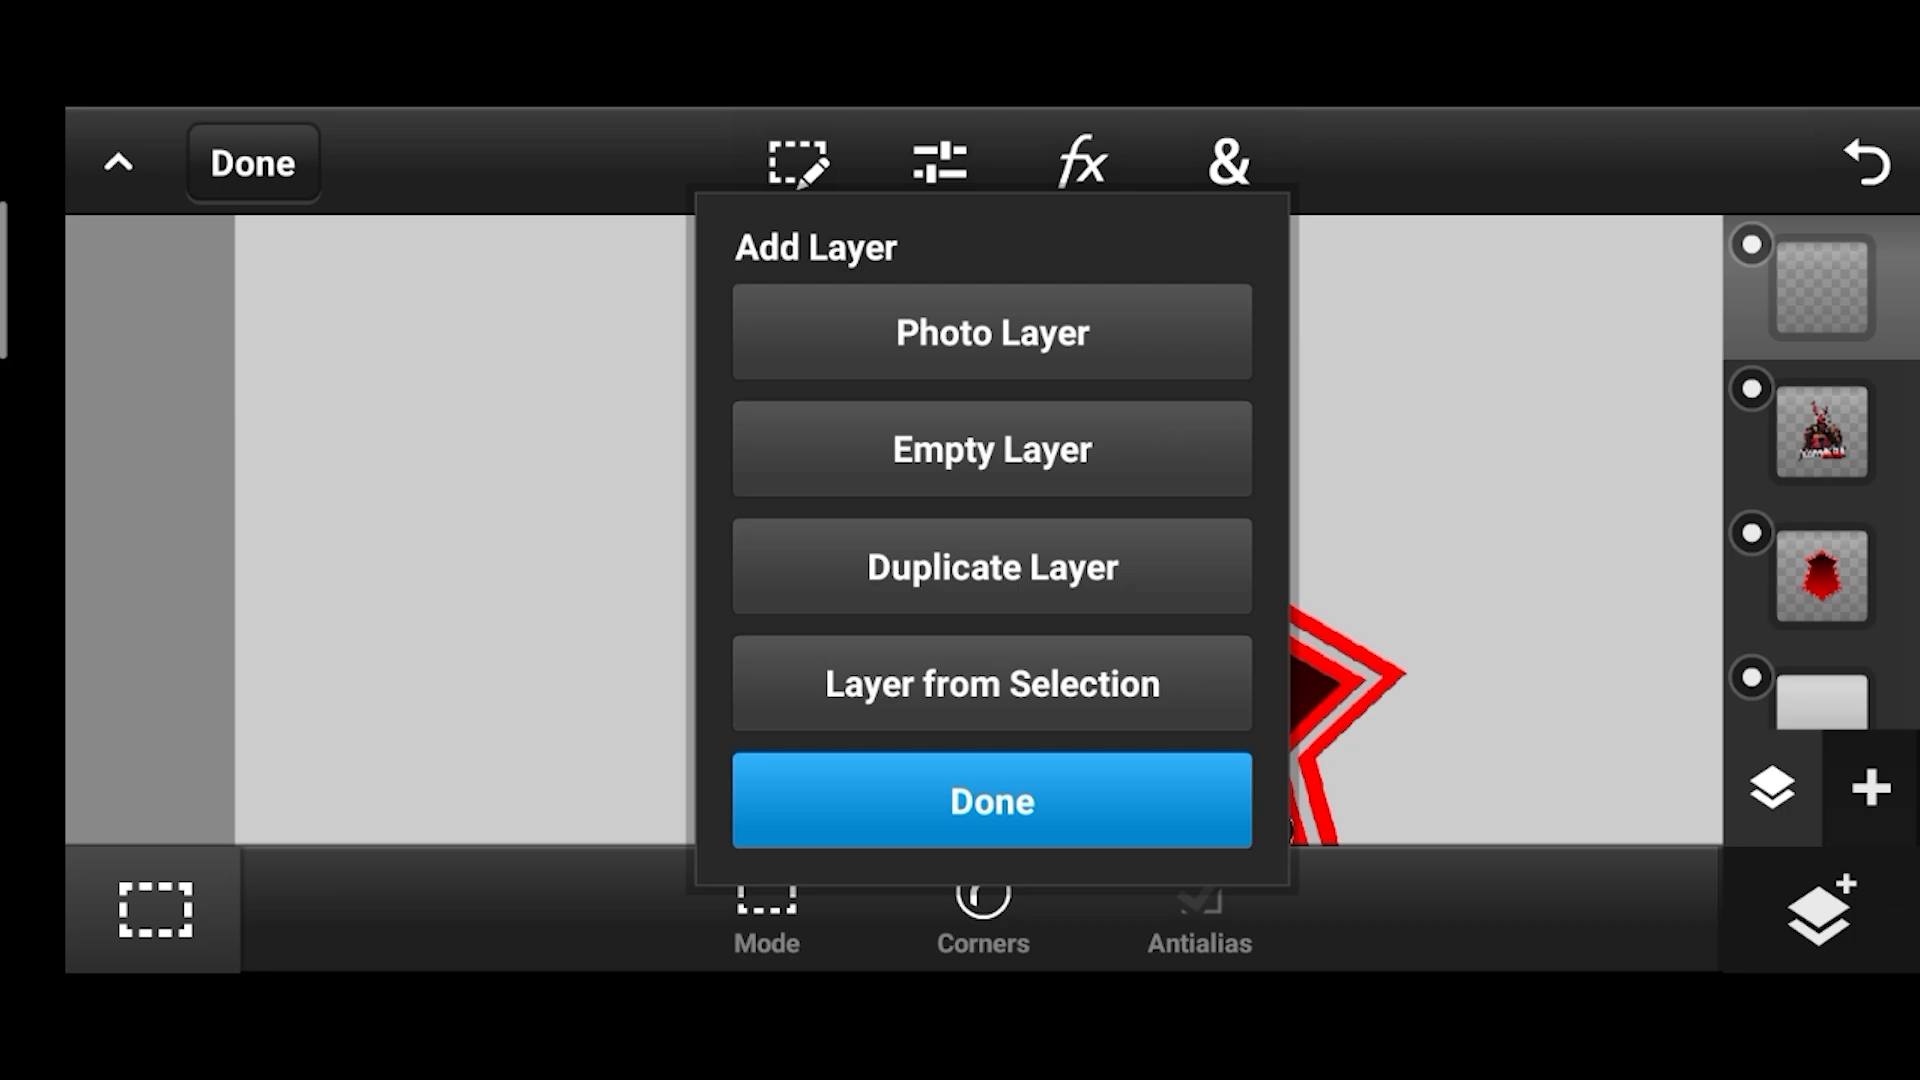 Done
fx
&
Add Layer
Photo Layer
Empty Layer
Duplicate Layer
Layer from Selection
Done
Mode
Corners
Antialias